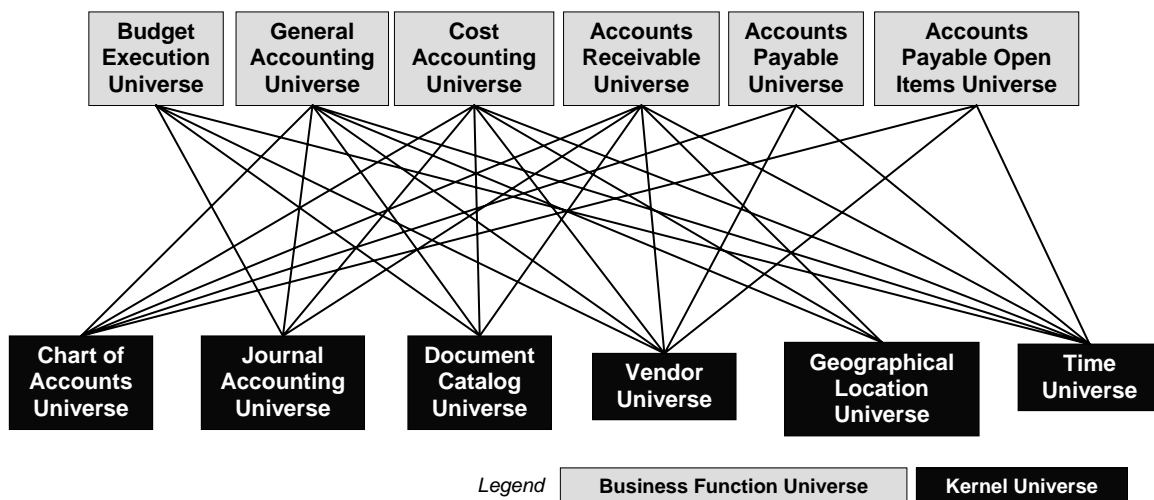 Budget
Execution
Universe
General
Accounting
Universe
Cost
Accounting
Universe
Accounts
Receivable
Universe
Accounts
Payable
Universe
Accounts
Payable Open
Items Universe
Chart of
Accounts
Universe
Journal
Accounting
Universe
Document
Catalog
Universe
Vendor
Universe
Geographical
Location
Universe
Time
Universe
Legend
Business Function Universe
Kernel Universe